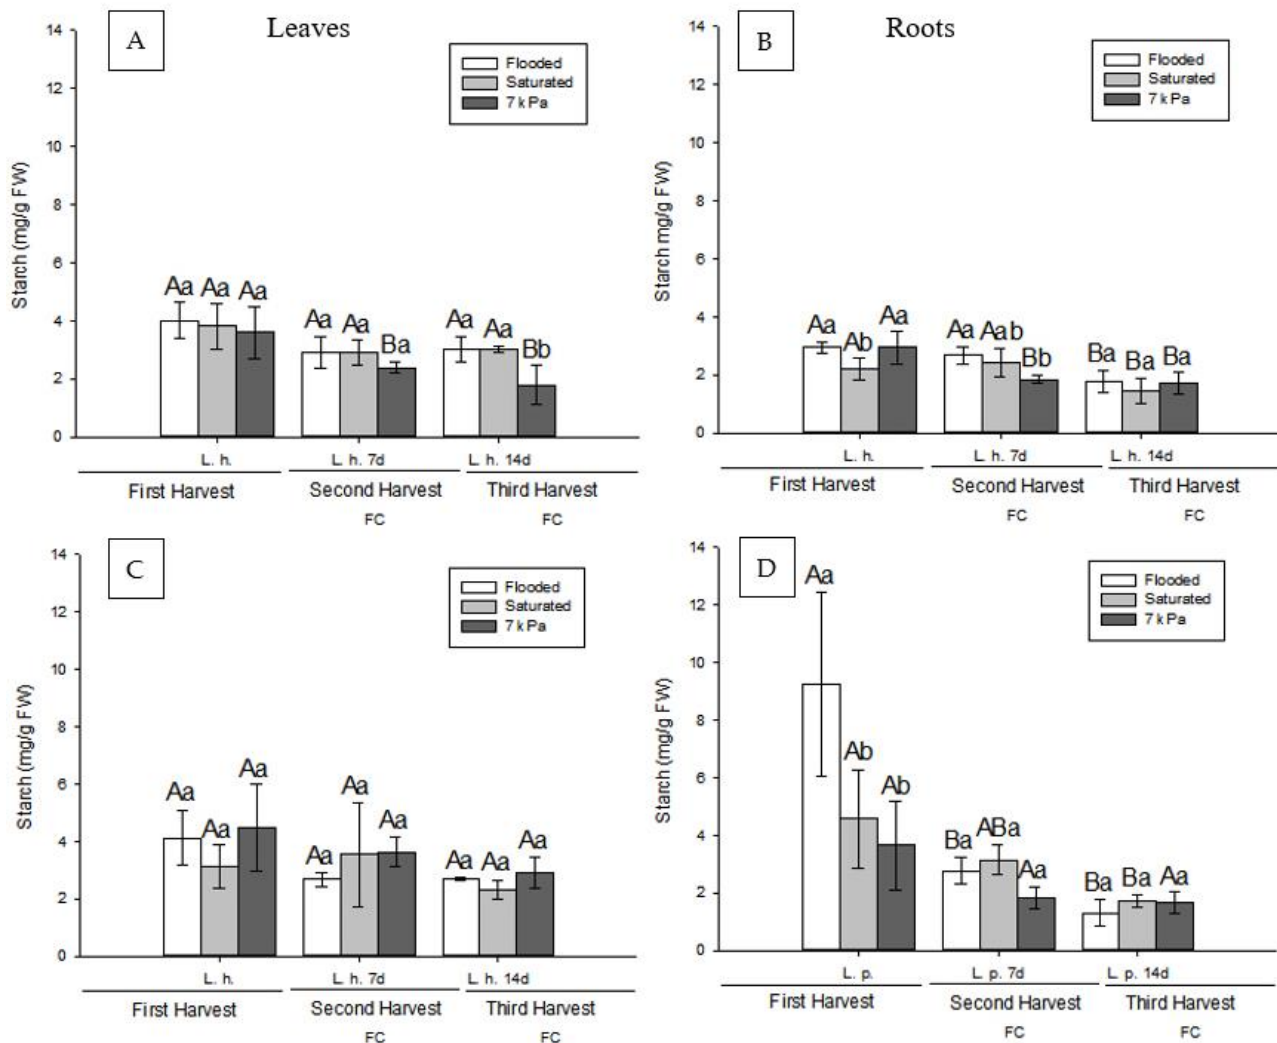 A
Leaves
14
12
10
8
6
4
2
0
Starch (mg/g FW)
Flooded
Saturated
7 kPa
Aa Aa Aa
Aa Aa Ba
Aa Aa Bb
L. h.
L. h. 7d
L. h. 14d
First Harvest
Second Harvest
Third Harvest
FC
FC
B
Roots
14
12
10
8
6
4
2
0
Starch mg/g FW)
Flooded
Saturated
7 kPa
Aa Ab Aa
Aa Aab Bb
Ba Ba Ba
L. h.
L. h. 7d
L. h. 14d
First Harvest
Second Harvest
Third Harvest
FC
FC
C
14
12
10
8
6
4
2
0
Starch (mg/g FW)
Flooded
Saturated
7 kPa
Aa Aa Aa
Aa Aa Aa
Aa Aa Aa
L. h.
L. h. 7d
L. h. 14d
First Harvest
Second Harvest
Third Harvest
FC
FC
D
14
12
10
8
6
4
2
0
Starch (mg/g FW)
Flooded
Saturated
7 kPa
Aa Ab Ab
Ba ABa Aa
Ba Ba Aa
L. p.
L. p. 7d
L. p. 14d
First Harvest
Second Harvest
Third Harvest
FC
FC